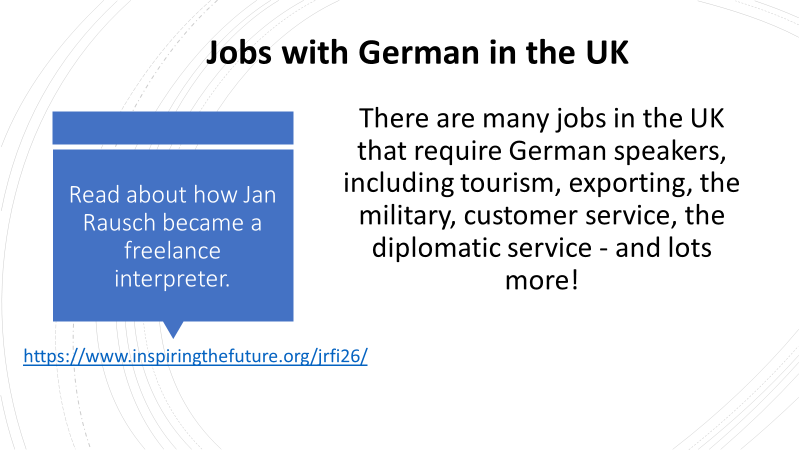 Jobs with German in the UK
Read about how Jan
Rausch became a
freelance
interpreter.
https://www.inspiringthefuture.org/jrfi26/
There are many jobs in the UK
that require German speakers,
including tourism, exporting, the
military, customer service, the
diplomatic service - and lots
more!